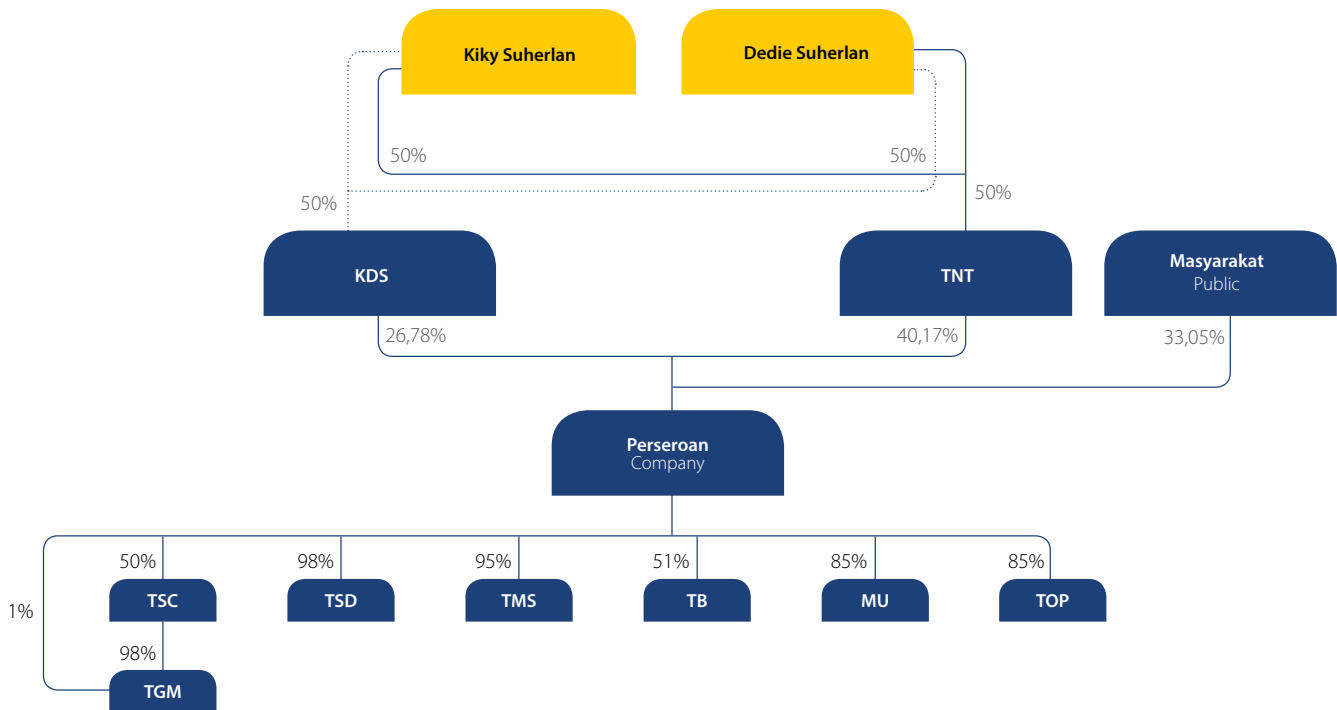 Kiky Suherlan
Dedie Suherlan
50%
50%
50%
50%
KDS
TNT
Masyarakat
Public
26,78%
40,17%
33,05%
Perseroan
Company
50%
98%
95%
51%
85%
85%
TSC
TSD
TMS
TB
MU
TOP
1%
98%
TGM